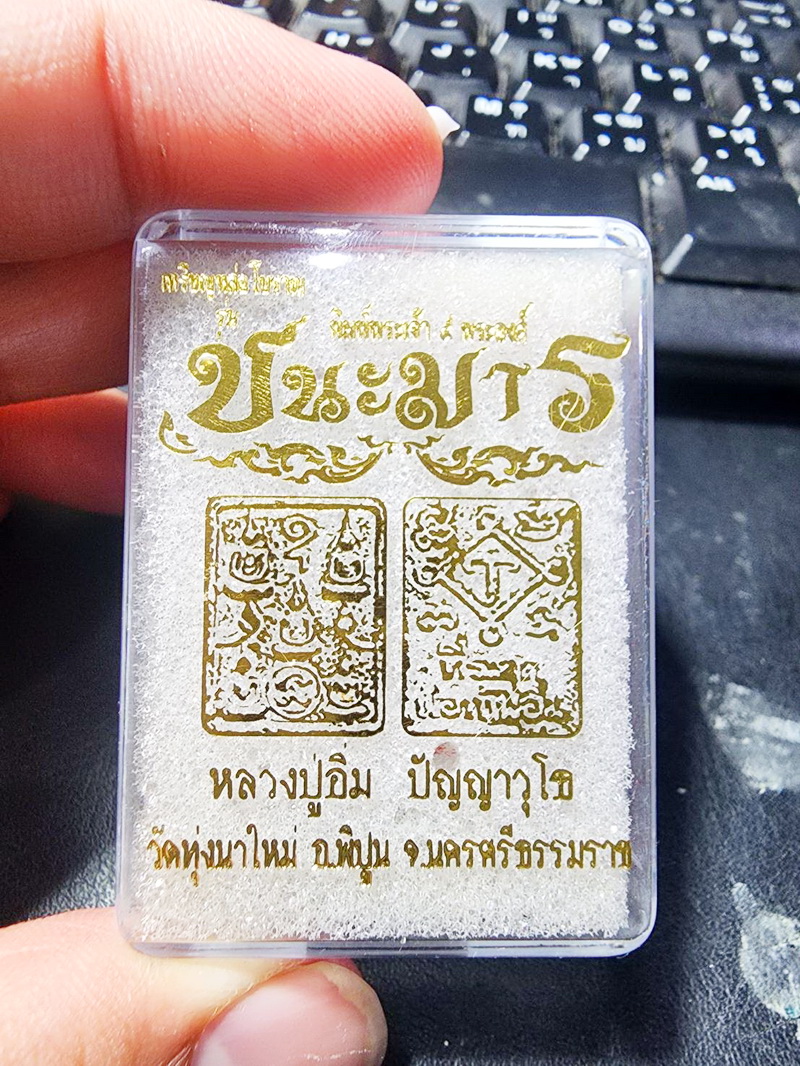 เหรียญหล่อโบราณ
รุ่น พิมพ์พระเจ้า ๕ พระองค์
ชนะมาร
หลวงปู่อิ่ม ปัญญาวุโธ
วัดทุ่งนาใหม่ อ.พิปูน จ.นครศรีธรรมราช